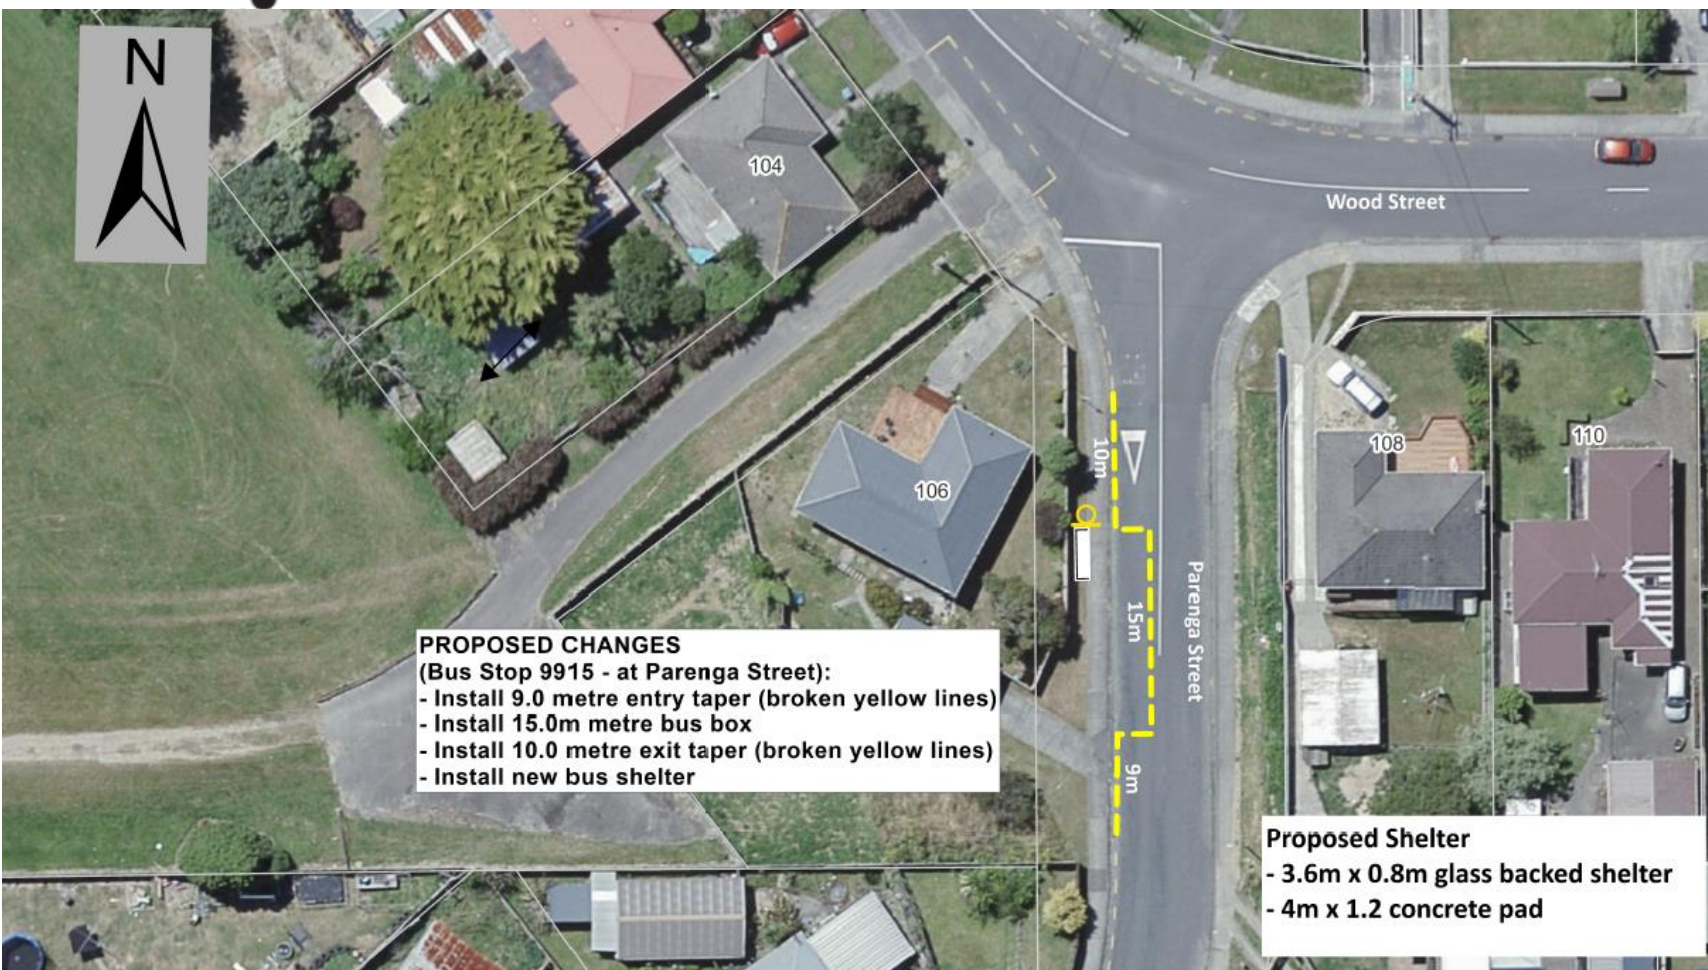 N
104
Wood Street
108
110
106
10m
15m
Parenga Street
9m
PROPOSED CHANGES
(Bus Stop 9915 - at Parenga Street):
- Install 9.0 metre entry taper (broken yellow lines)
- Install 15.0m metre bus box
- Install 10.0 metre exit taper (broken yellow lines)
- Install new bus shelter
Proposed Shelter
- 3.6m x 0.8m glass backed shelter
- 4m x 1.2 concrete pad